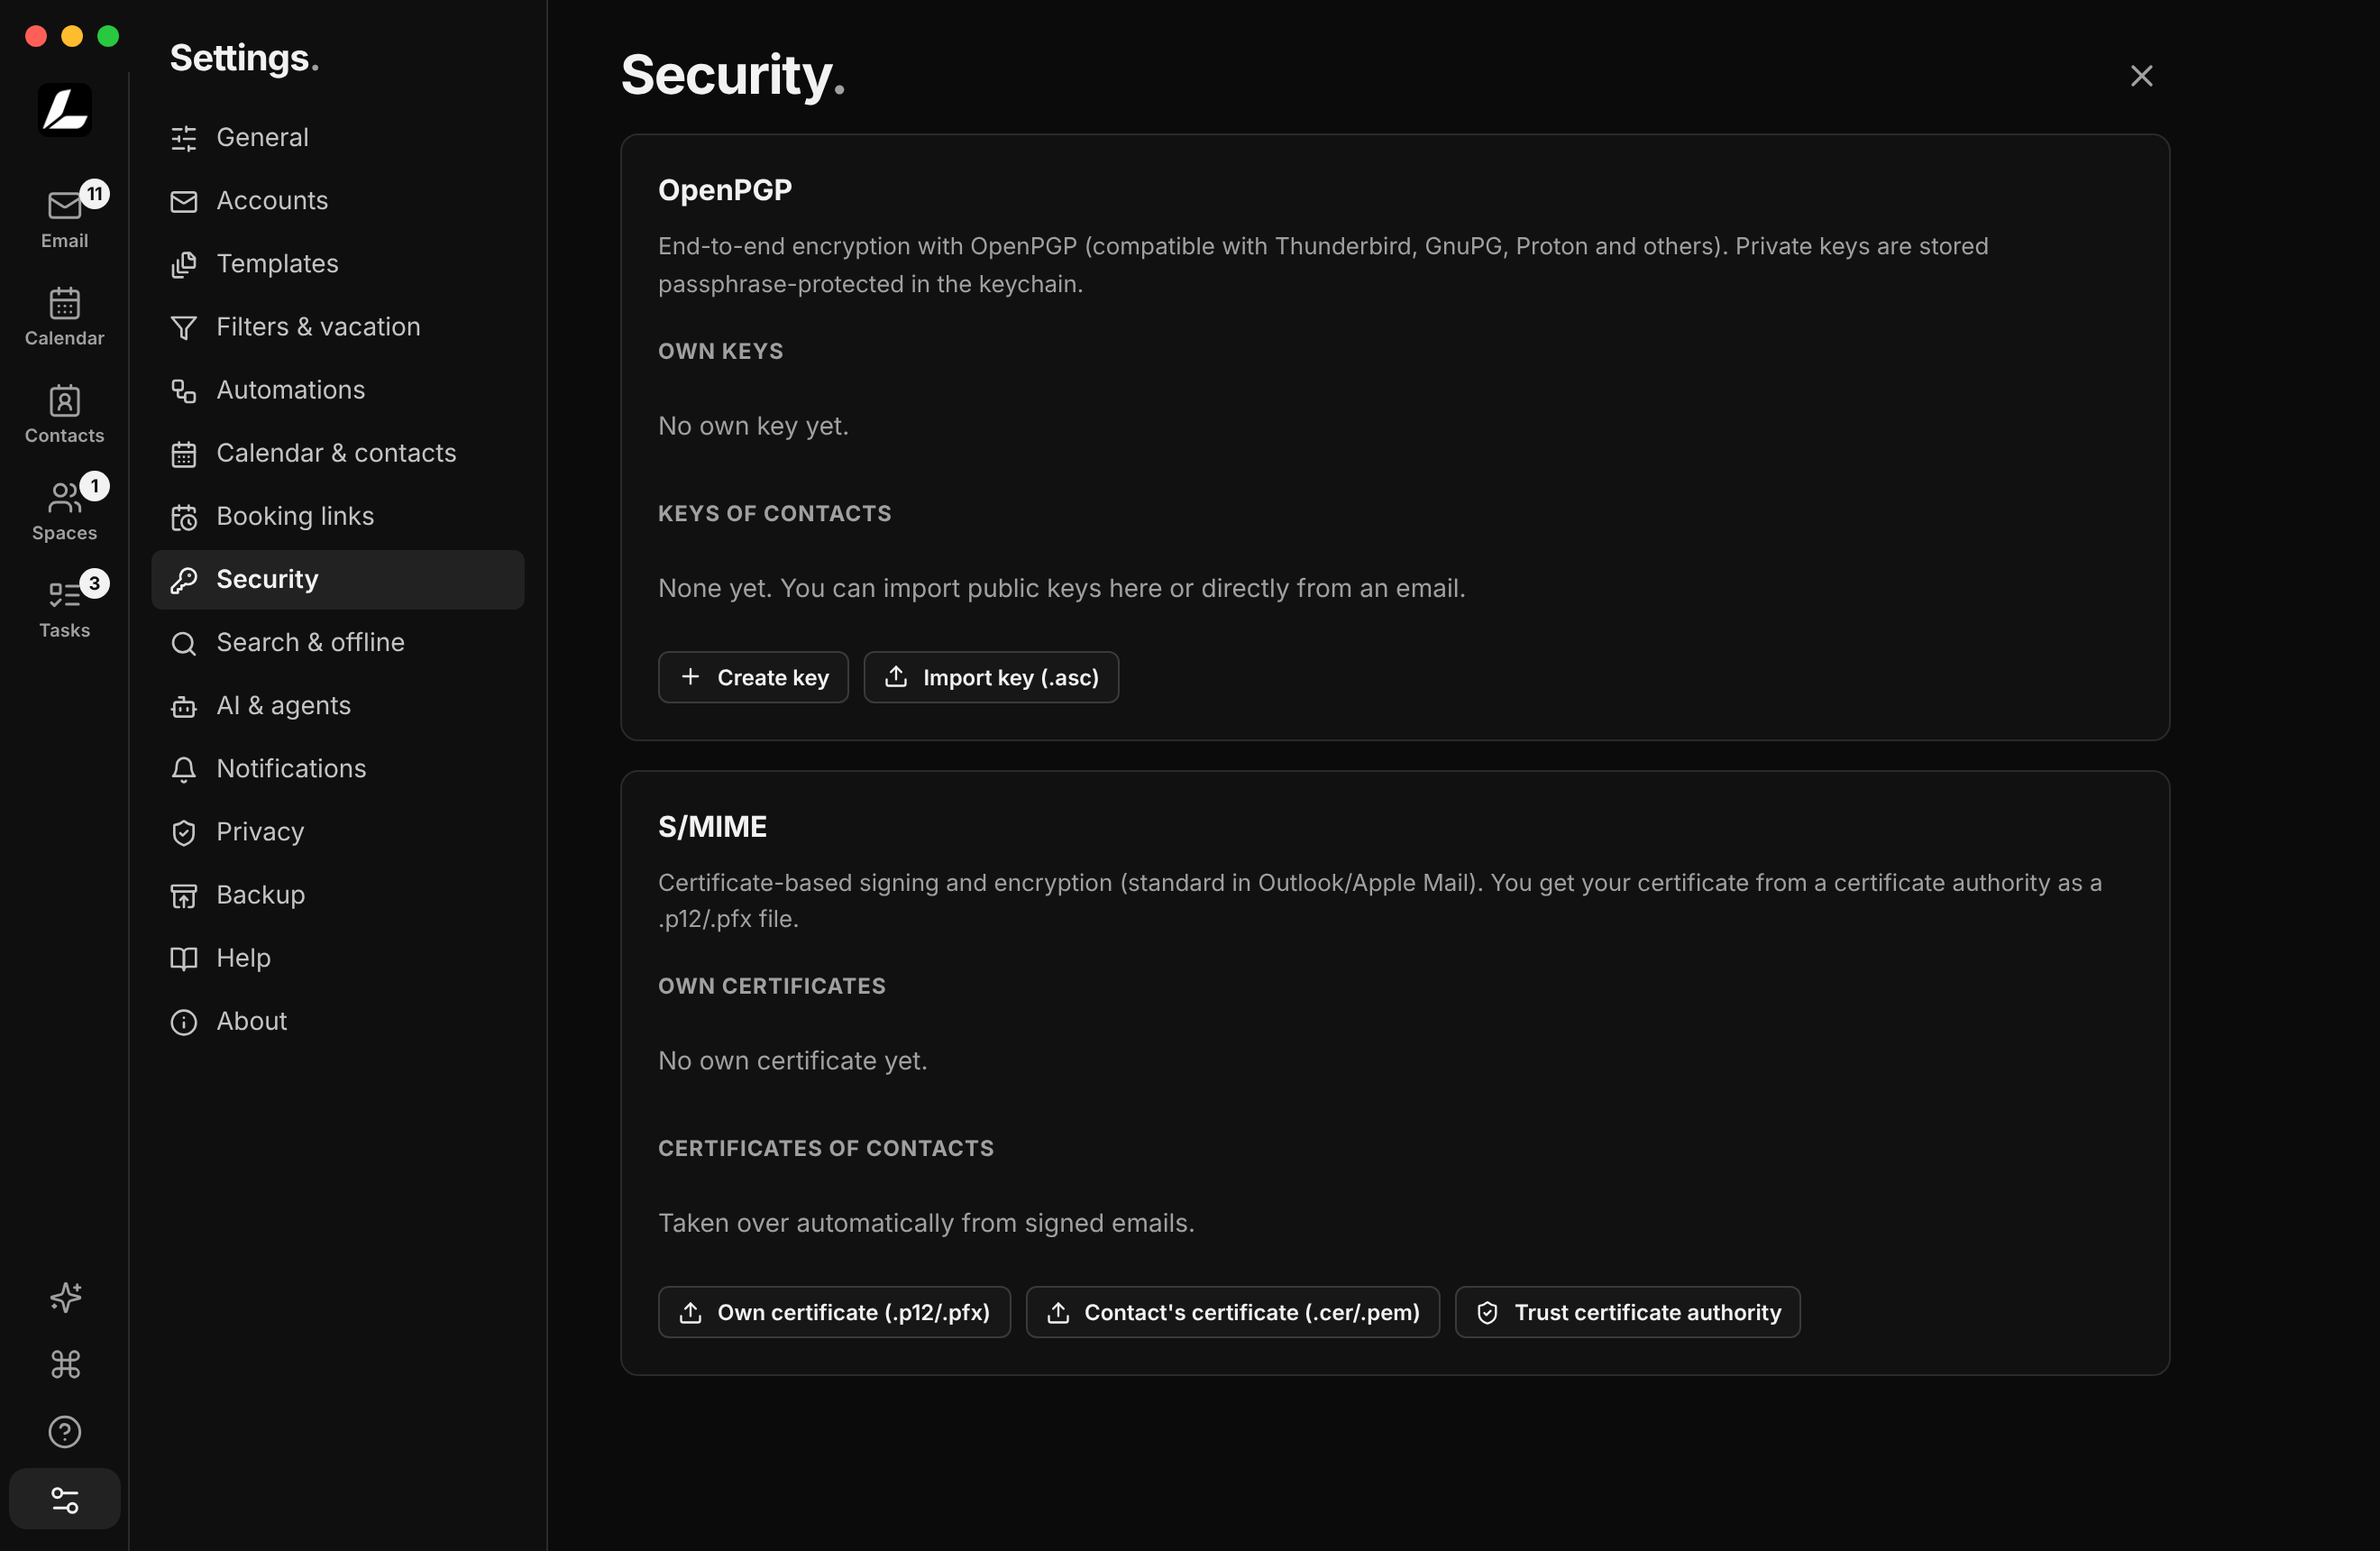 Settings.
11
Email
Calendar
Contacts
1
Spaces
3
Tasks
General
Accounts
Templates
Filters & vacation
Automations
Calendar & contacts
Booking links
Security
Search & offline
AI & agents
Notifications
Privacy
Backup
Help
About
Security.
OpenPGP
End-to-end encryption with OpenPGP (compatible with Thunderbird, GnuPG, Proton and others). Private keys are stored
passphrase-protected in the keychain.
OWN KEYS
No own key yet.
KEYS OF CONTACTS
None yet. You can import public keys here or directly from an email.
Create key
Import key (.asc)
S/MIME
Certificate-based signing and encryption (standard in Outlook/Apple Mail). You get your certificate from a certificate authority as a
.p12/.pfx file.
OWN CERTIFICATES
No own certificate yet.
CERTIFICATES OF CONTACTS
Taken over automatically from signed emails.
Own certificate (.p12/.pfx)
Contact's certificate (.cer/.pem)
Trust certificate authority